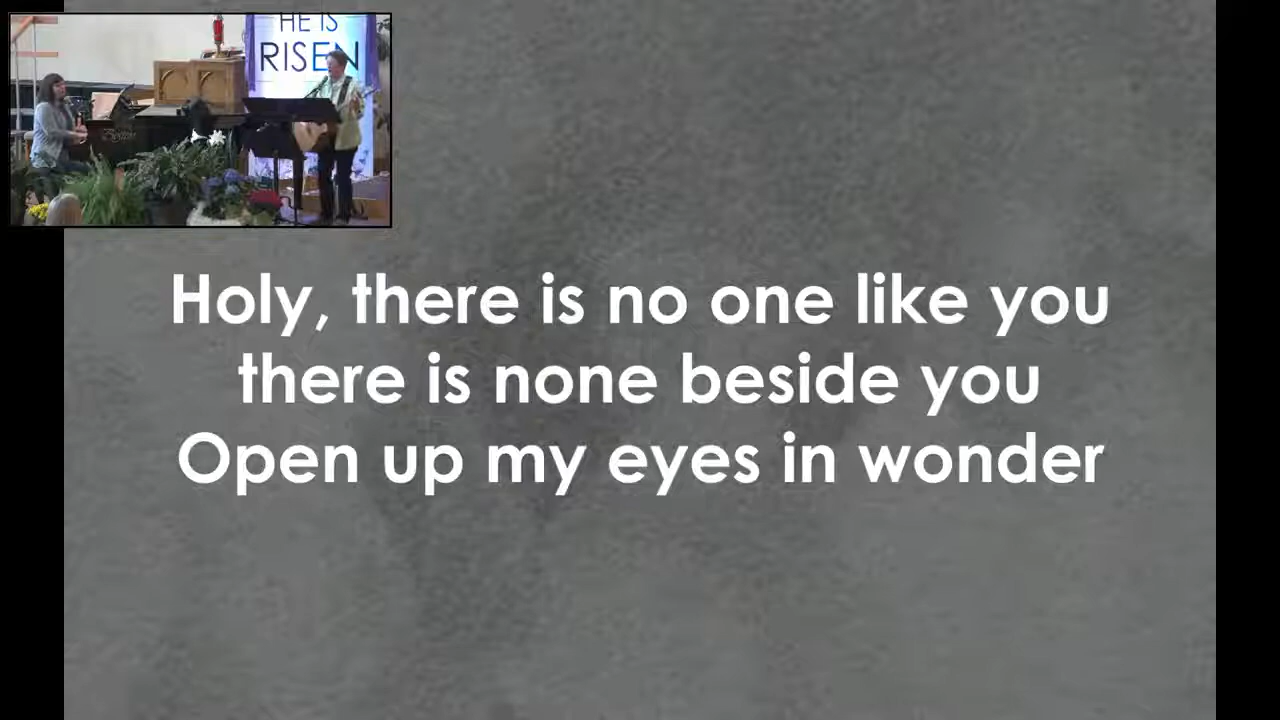 HE IS
RISEN
Boston
Holy, there is no one like you
there is none beside you
Open up my eyes in wonder